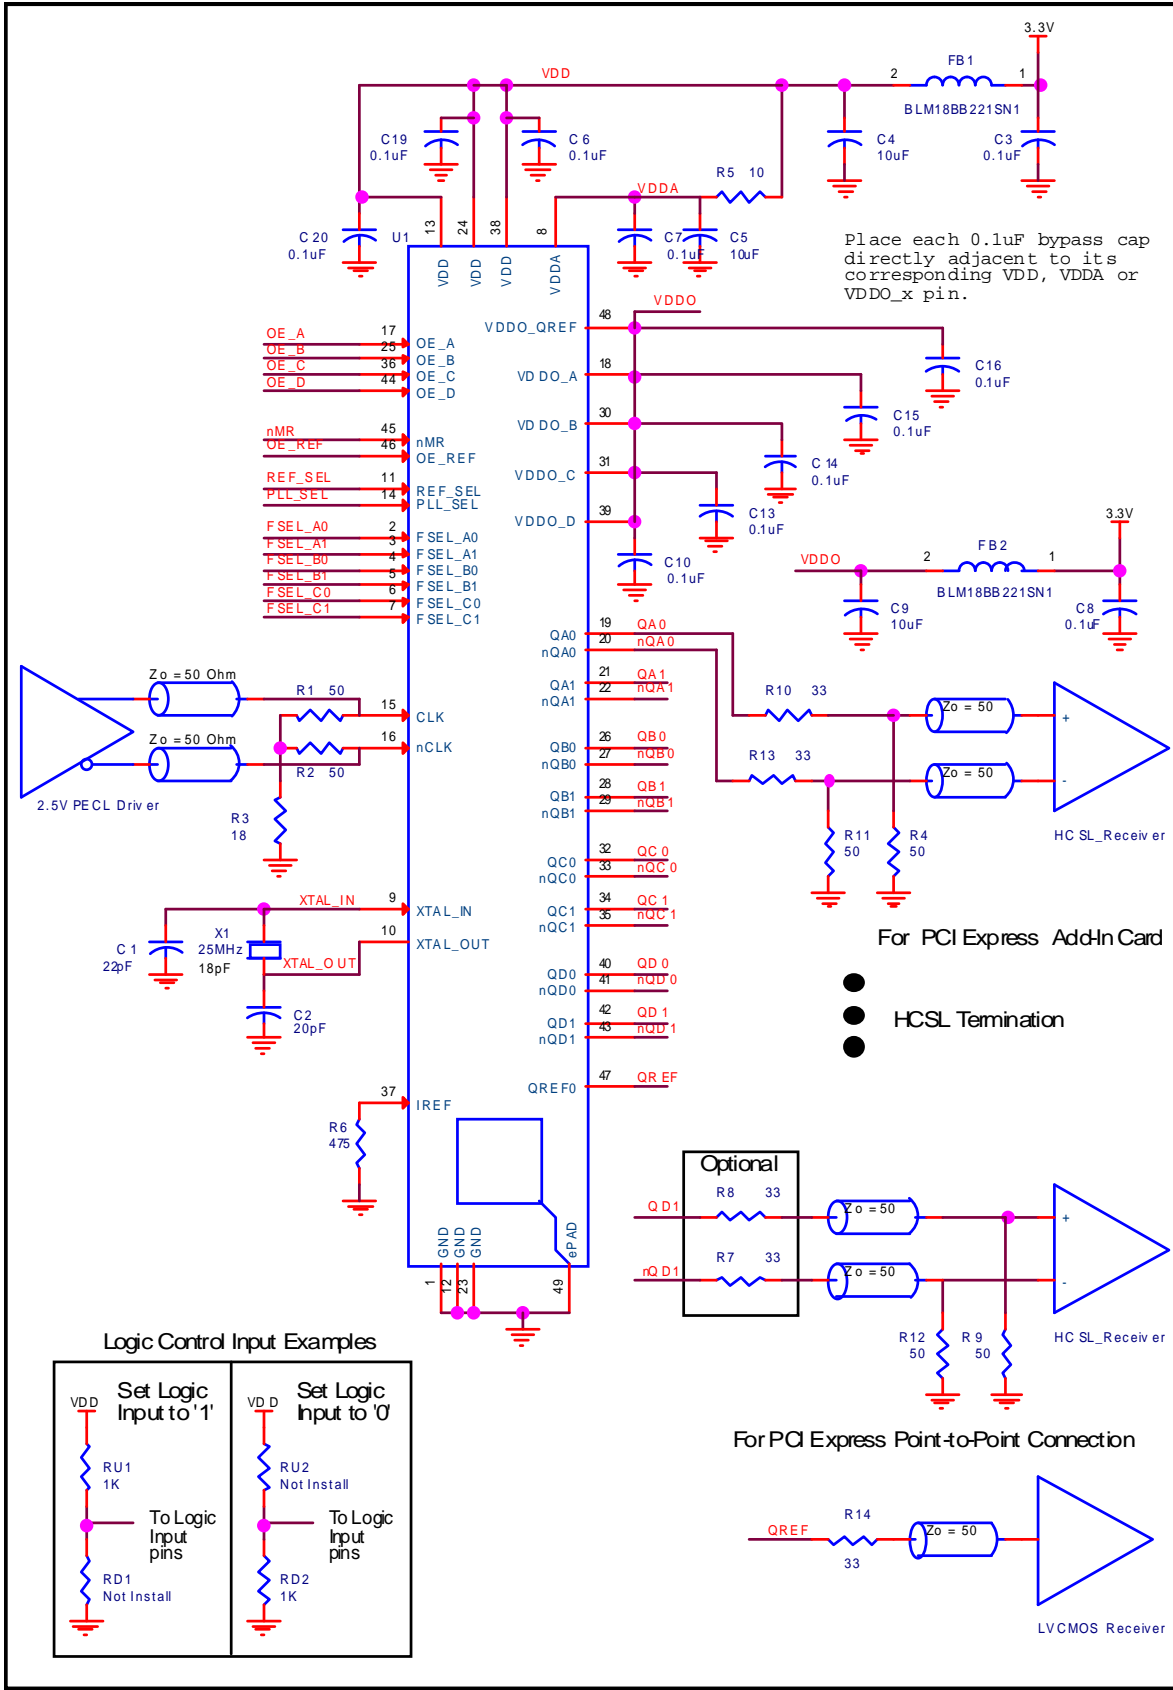 3.3V
VDD
2
FB1
1
BLM18BB221SN1
C19
0.1uF
C6
0.1uF
C4
10uF
C3
0.1uF
R5 10
VDDA
C20
0.1uF
U1
13
24
38
8
C7
0.1uF
C5
10uF
VDD
VDD
VDD
VDDA
Place each 0.1uF bypass cap
directly adjacent to its
corresponding VDD, VDDA or
VDDO_x pin.
VDDO
VDDO_QREF
48
C16
0.1uF
OE_A
17
OE_A
OE_B
25
OE_B
OE_C
36
OE_C
OE_D
44
OE_D
VDDO_A
18
C15
0.1uF
VDDO_B
30
C14
0.1uF
nMR
45
nMR
OE_REF
46
OE_REF
VDDO_C
31
C13
0.1uF
REF_SEL
11
REF_SEL
PLL_SEL
14
PLL_SEL
VDDO_D
39
C10
0.1uF
FSEL_A0
2
FSEL_A0
FSEL_A1
3
FSEL_A1
FSEL_B0
4
FSEL_B0
FSEL_B1
5
FSEL_B1
FSEL_C0
6
FSEL_C0
FSEL_C1
7
FSEL_C1
3.3V
VDDO
2
FB2
1
BLM18BB221SN1
C9
10uF
C8
0.1uF
QA0
19
QA0
nQA0
20
nQA0
QA1
21
QA1
nQA1
22
nQA1
QB0
26
QB0
nQB0
27
nQB0
QB1
28
QB1
nQB1
29
nQB1
QC0
32
QC0
nQC0
33
nQC0
QC1
34
QC1
nQC1
35
nQC1
QD0
40
QD0
nQD0
41
nQD0
QD1
42
QD1
nQD1
43
nQD1
QREF0
47
QREF
Zo = 50 Ohm
R1 50
15
CLK
Zo = 50 Ohm
16
nCLK
R2 50
2.5V PECL Driver
R3
18
R10 33
Zo = 50
+
R13 33
Zo = 50
-
R11
50
R4
50
HCSL_Receiver
XTAL_IN
9
XTAL_IN
10
XTAL_OUT
C1
22pF
X1
25MHz
18pF
XTAL_OUT
C2
20pF
For PCI Express Add-In Card
HCSL Termination
37
IREF
R6
475
Optional
QD1
R8 33
Zo = 50
+
nQD1
R7 33
Zo = 50
-
R12
50
R9
50
HCSL_Receiver
GND
GND
GND
ePAD
1
12
23
49
For PCI Express Point-to-Point Connection
QREF
R14
33
Zo = 50
LVCMOS Receiver
Logic Control Input Examples
VDD
Set Logic
Input to '1'
RU1
1K
To Logic
Input
pins
RD1
Not Install
VDD
Set Logic
Input to '0'
RU2
Not Install
To Logic
Input
pins
RD2
1K